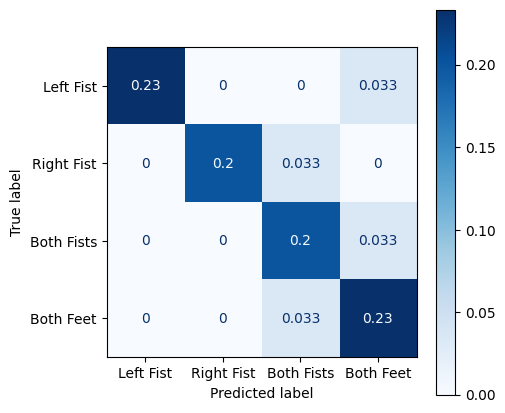 Left Fist 0.23 0 0 0.033
Right Fist 0 0.2 0.033 0
Both Fists 0 0 0.2 0.033
Both Feet 0 0 0.033 0.23
Left Fist Right Fist Both Fists Both Feet
Predicted label
True label
0.20
0.15
0.10
0.05
0.00